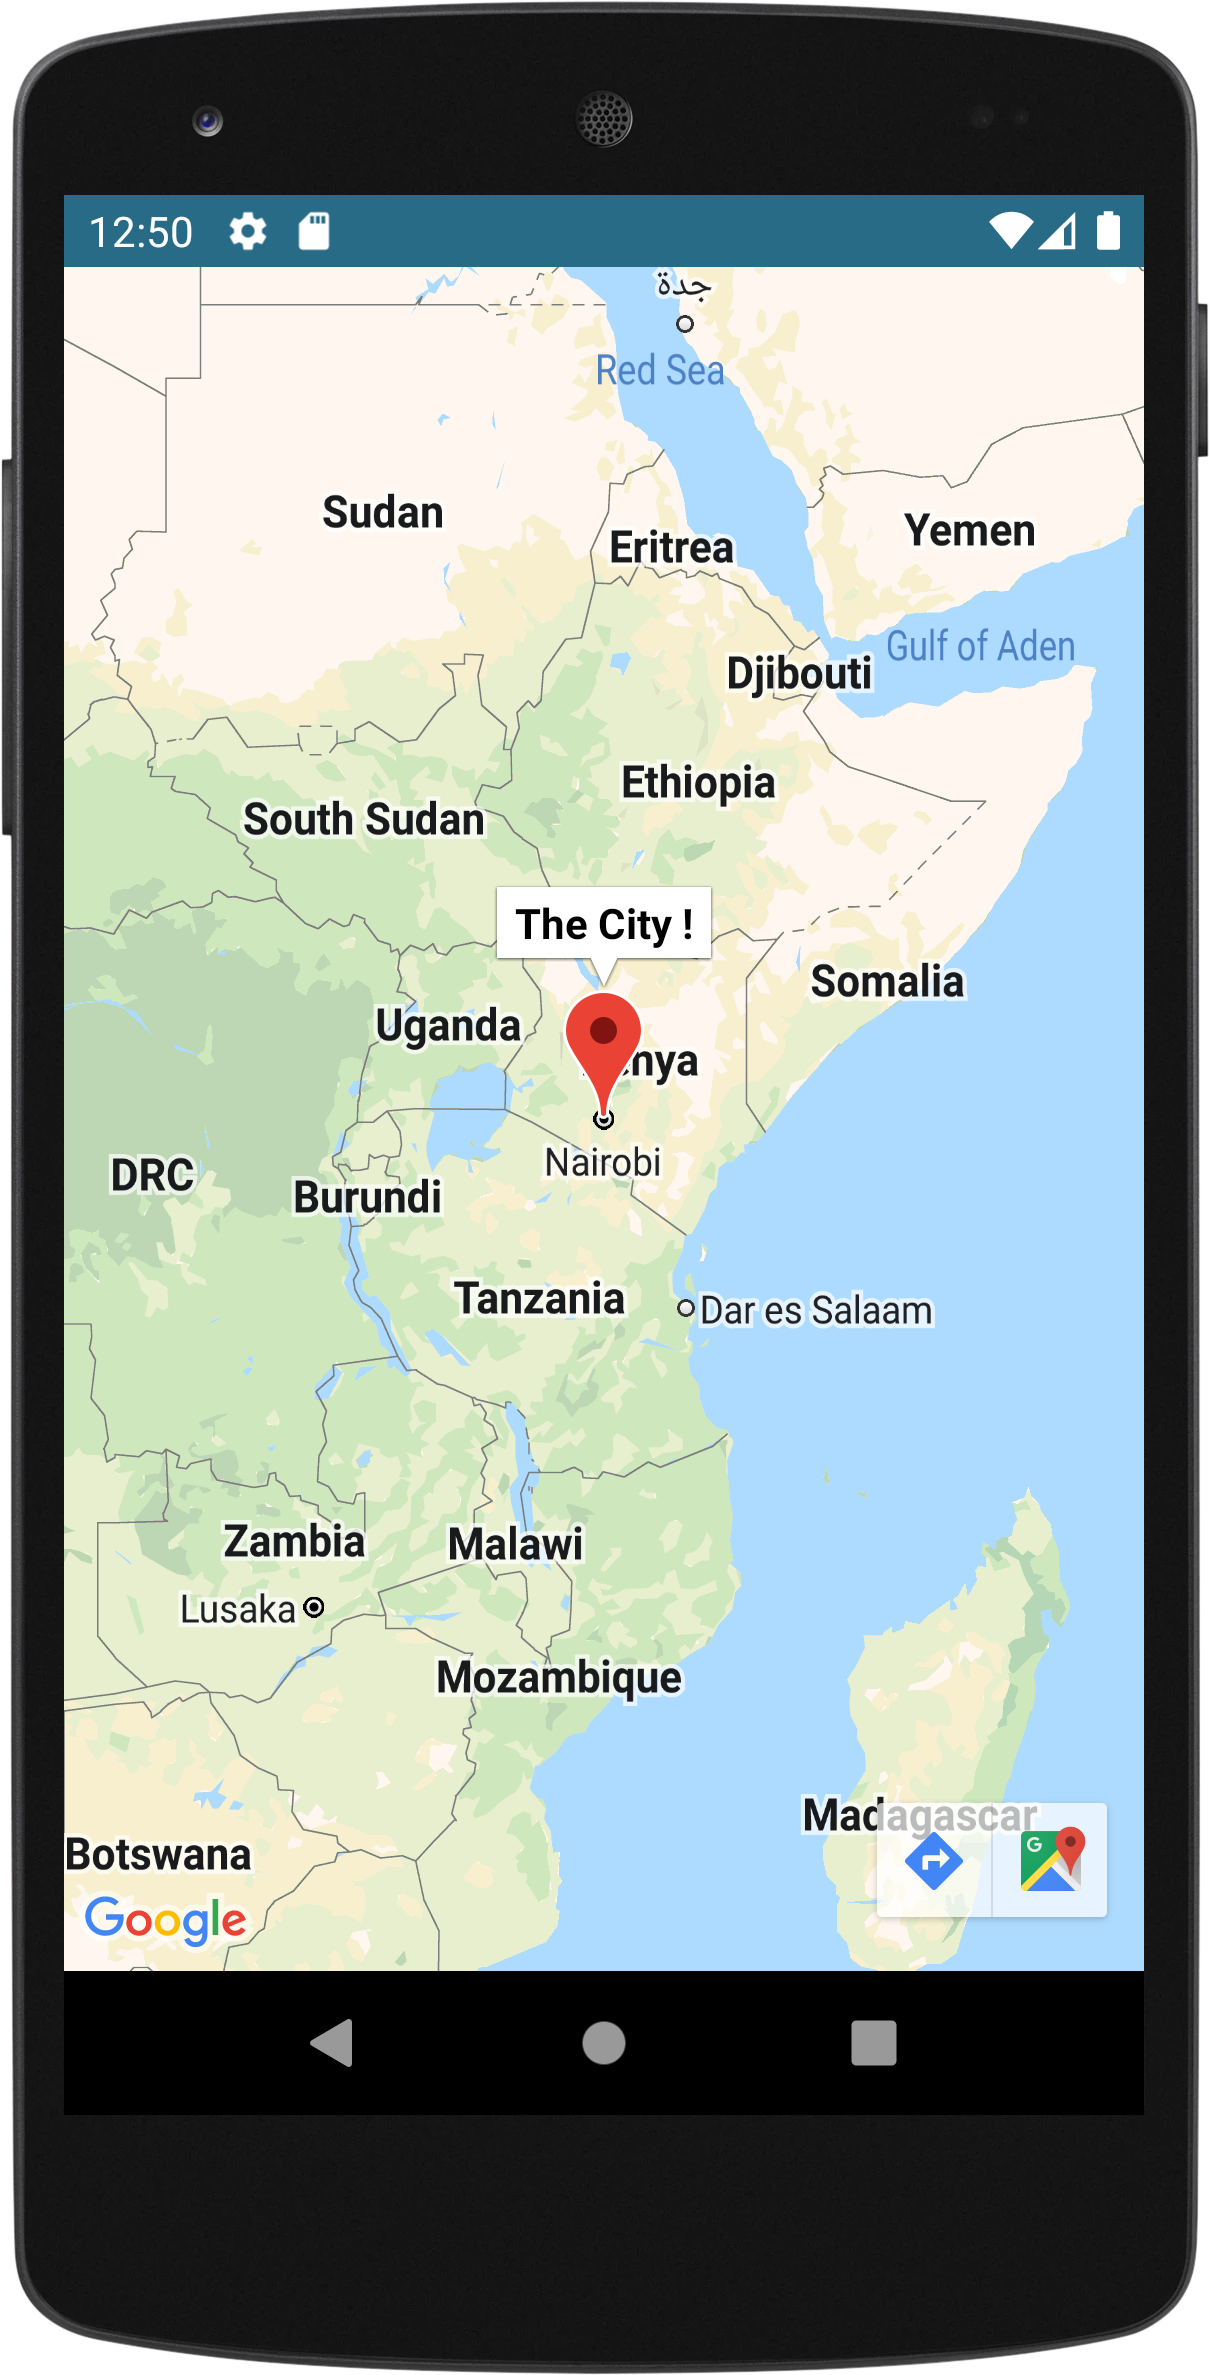 12:50
جدة
Red Sea
Sudan
Yemen
Eritrea
Gulf of Aden
Djibouti
Ethiopia
South Sudan
The City !
Somalia
Uganda
enya
Nairobi
DRC
Burundi
Tanzania
Dar es Salaam
Zambia
Malawi
Lusaka
Mozambique
Madagascar
G
Botswana
Google